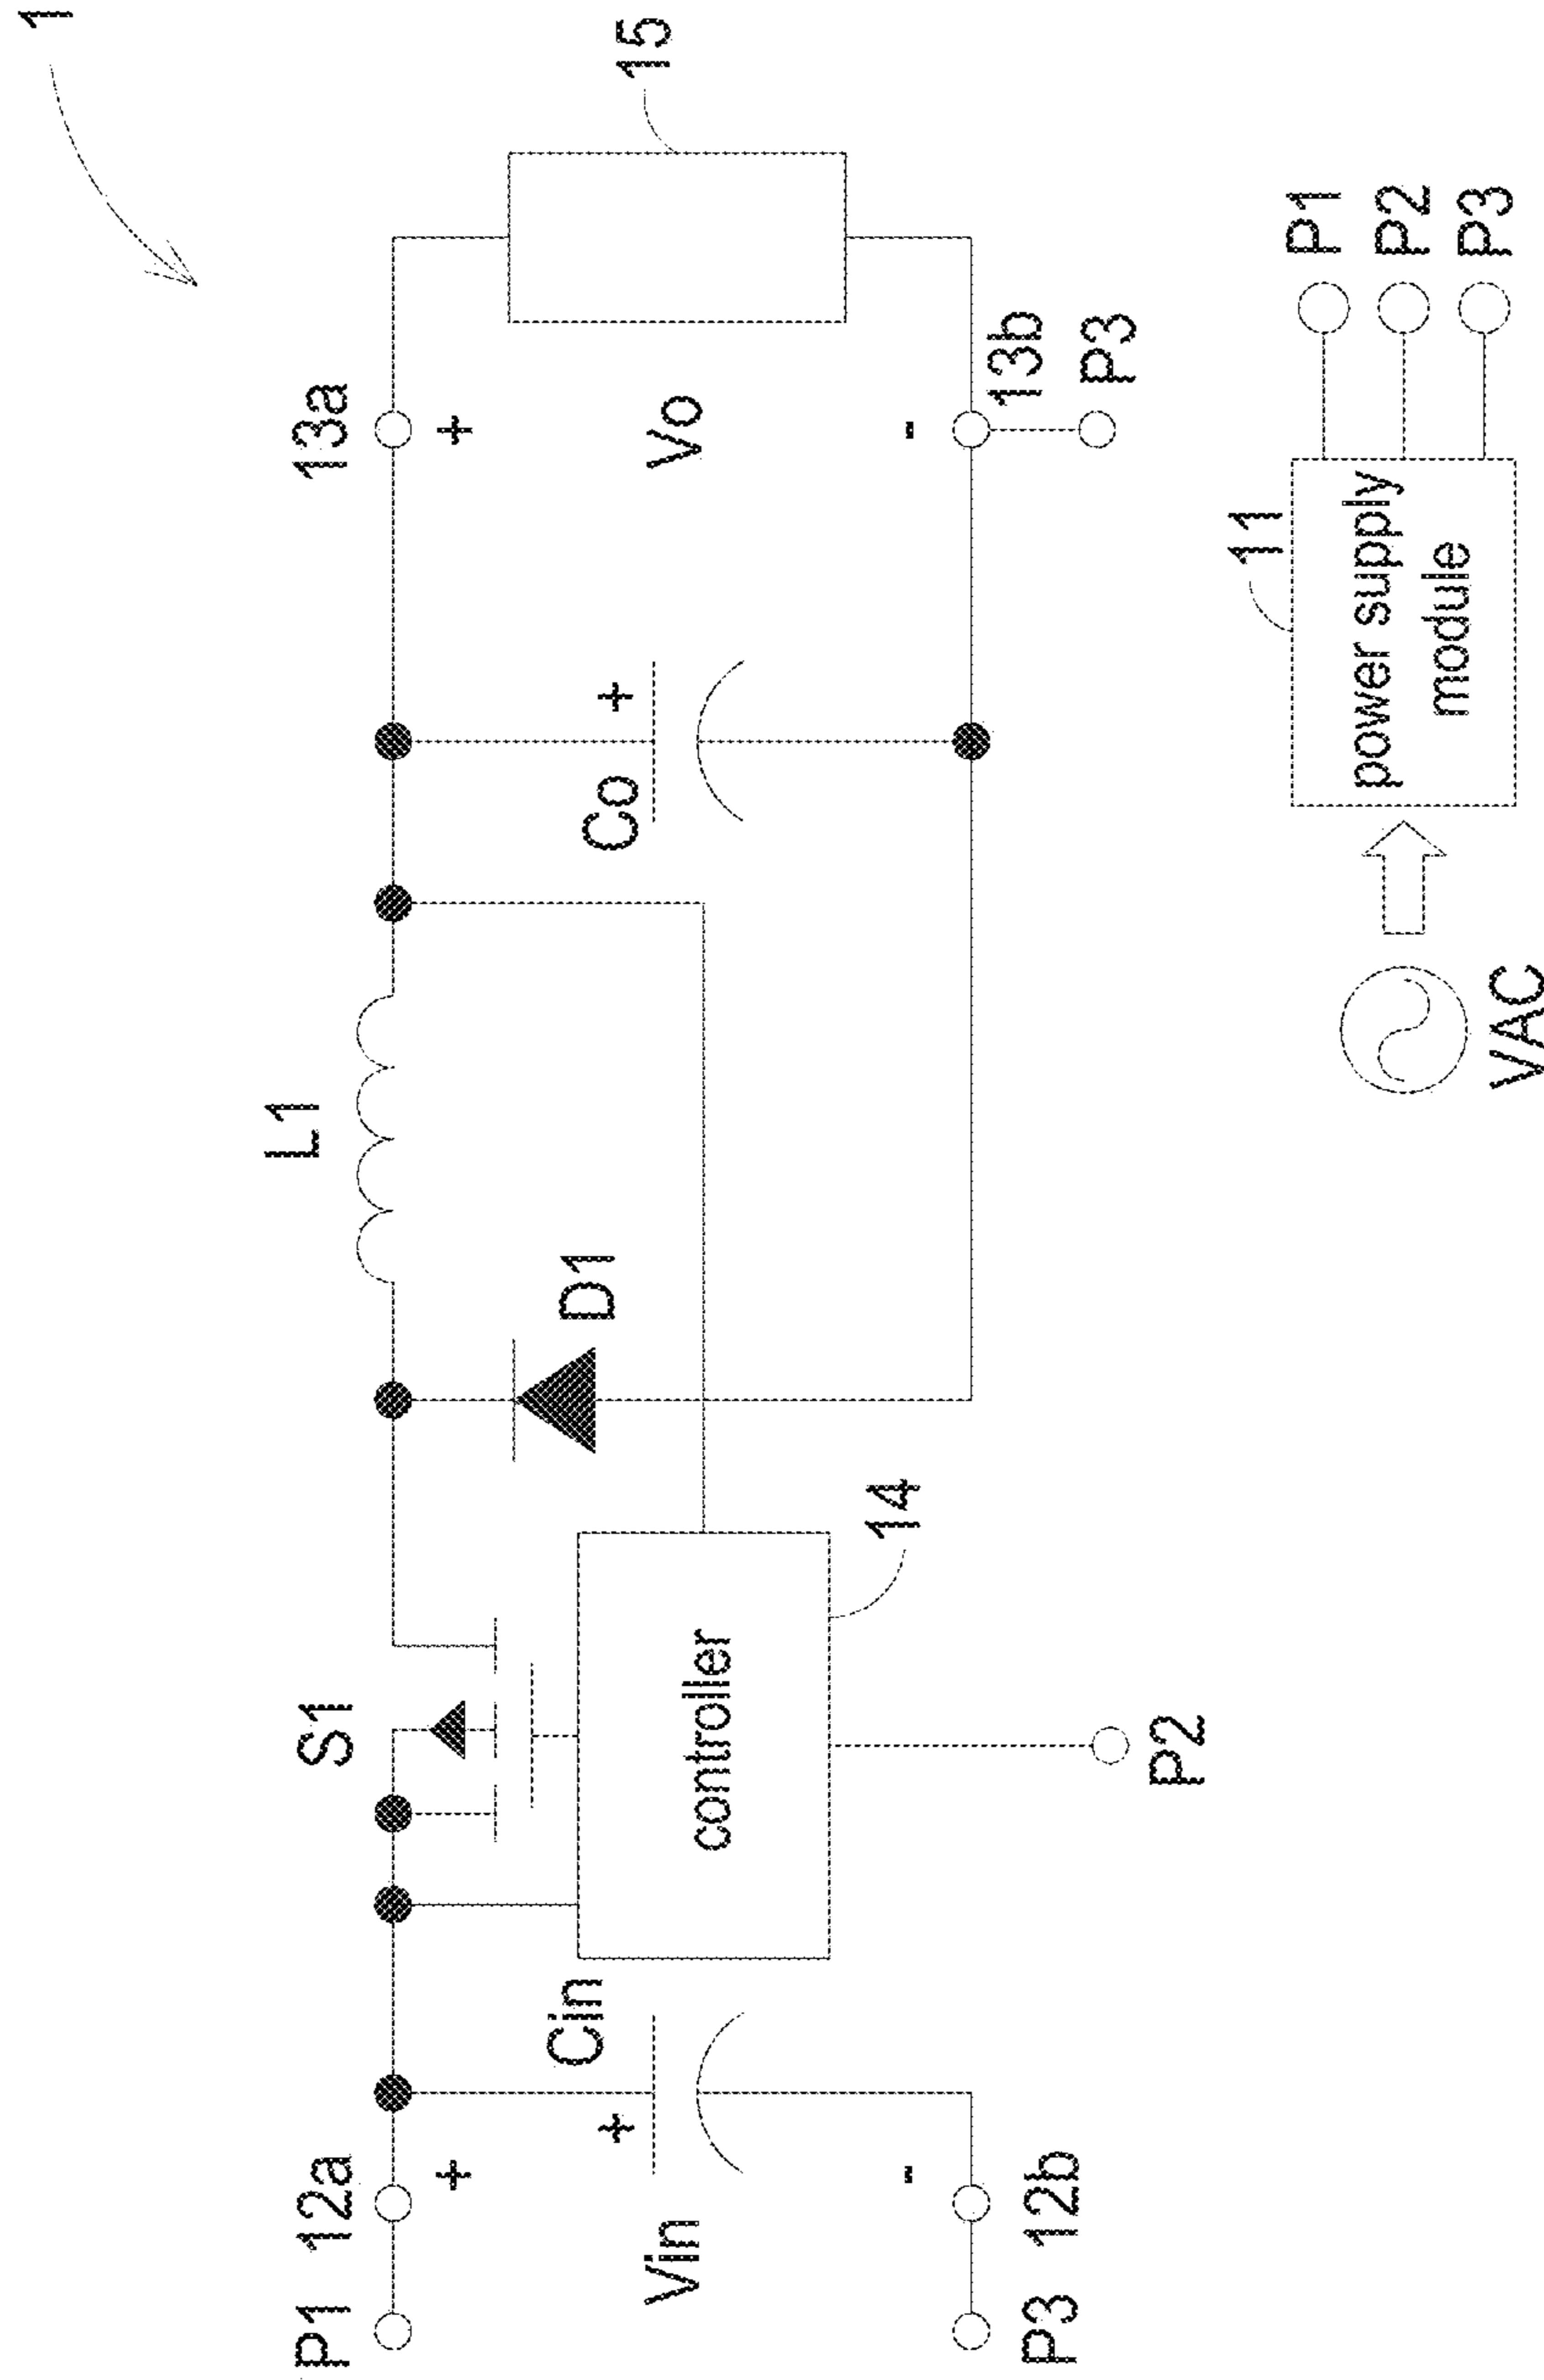 1
L1
S1
13a
P1
12a
+
+
15
D1
Co
+
Vo
Cin
+
Vin
controller
14
-
-
13b
P3
P3
12b
P2
11
power supply
module
VAC
P1
P2
P3